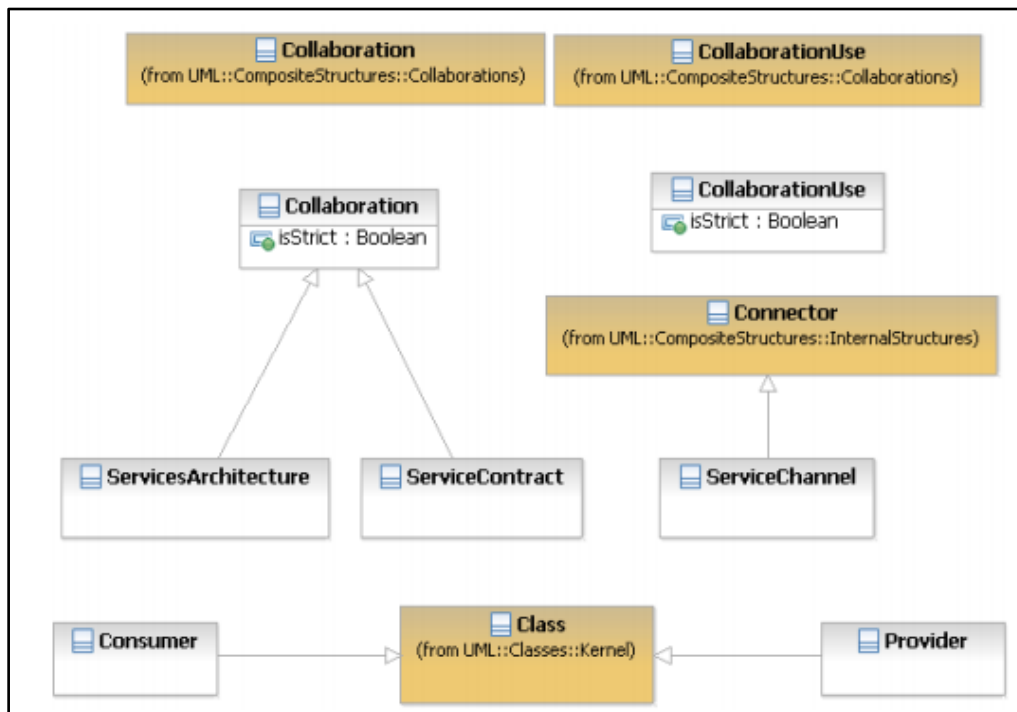 Collaboration
(from UML::CompositeStructures::Collaborations)
CollaborationUse
(from UML::CompositeStructures::Collaborations)
Collaboration
isStrict : Boolean
CollaborationUse
isStrict : Boolean
Connector
(from UML::CompositeStructures::InternalStructures)
ServicesArchitecture
ServiceContract
ServiceChannel
Consumer
Class
(from UML::Classes::Kernel)
Provider